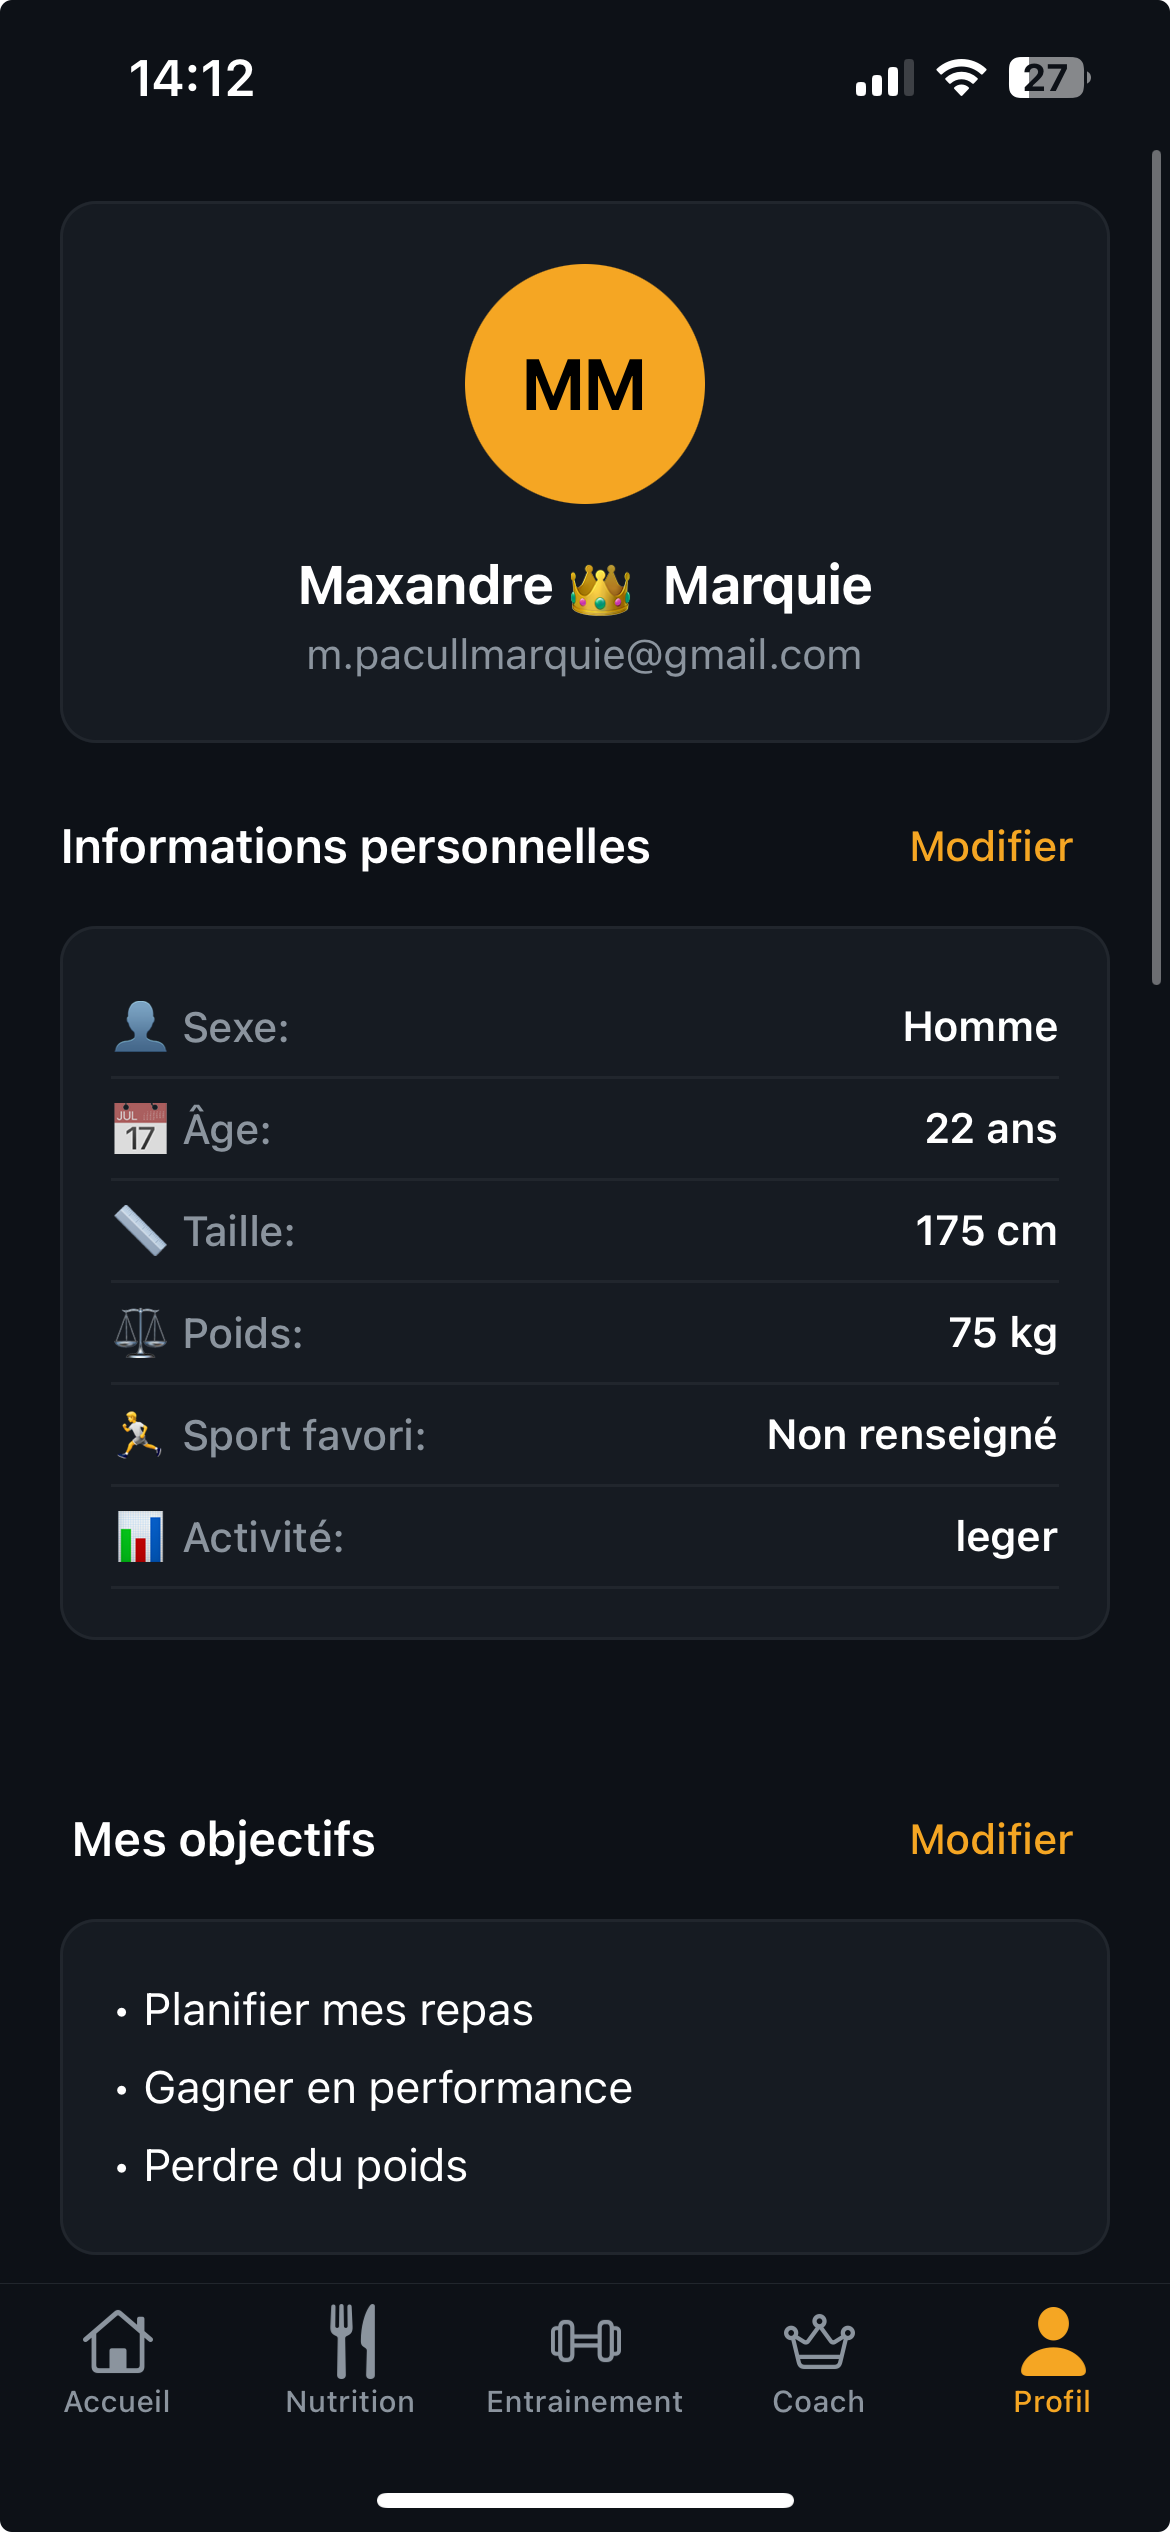 14:12
27
MM
Maxandre 👑 Marquie
m.pacullmarquie@gmail.com
Informations personnelles Modifier
👤 Sexe: Homme
📅 Âge: 22 ans
📏 Taille: 175 cm
⚖️ Poids: 75 kg
🏃 Sport favori: Non renseigné
📊 Activité: leger
Mes objectifs Modifier
• Planifier mes repas
• Gagner en performance
• Perdre du poids
Accueil Nutrition Entrainement Coach Profil